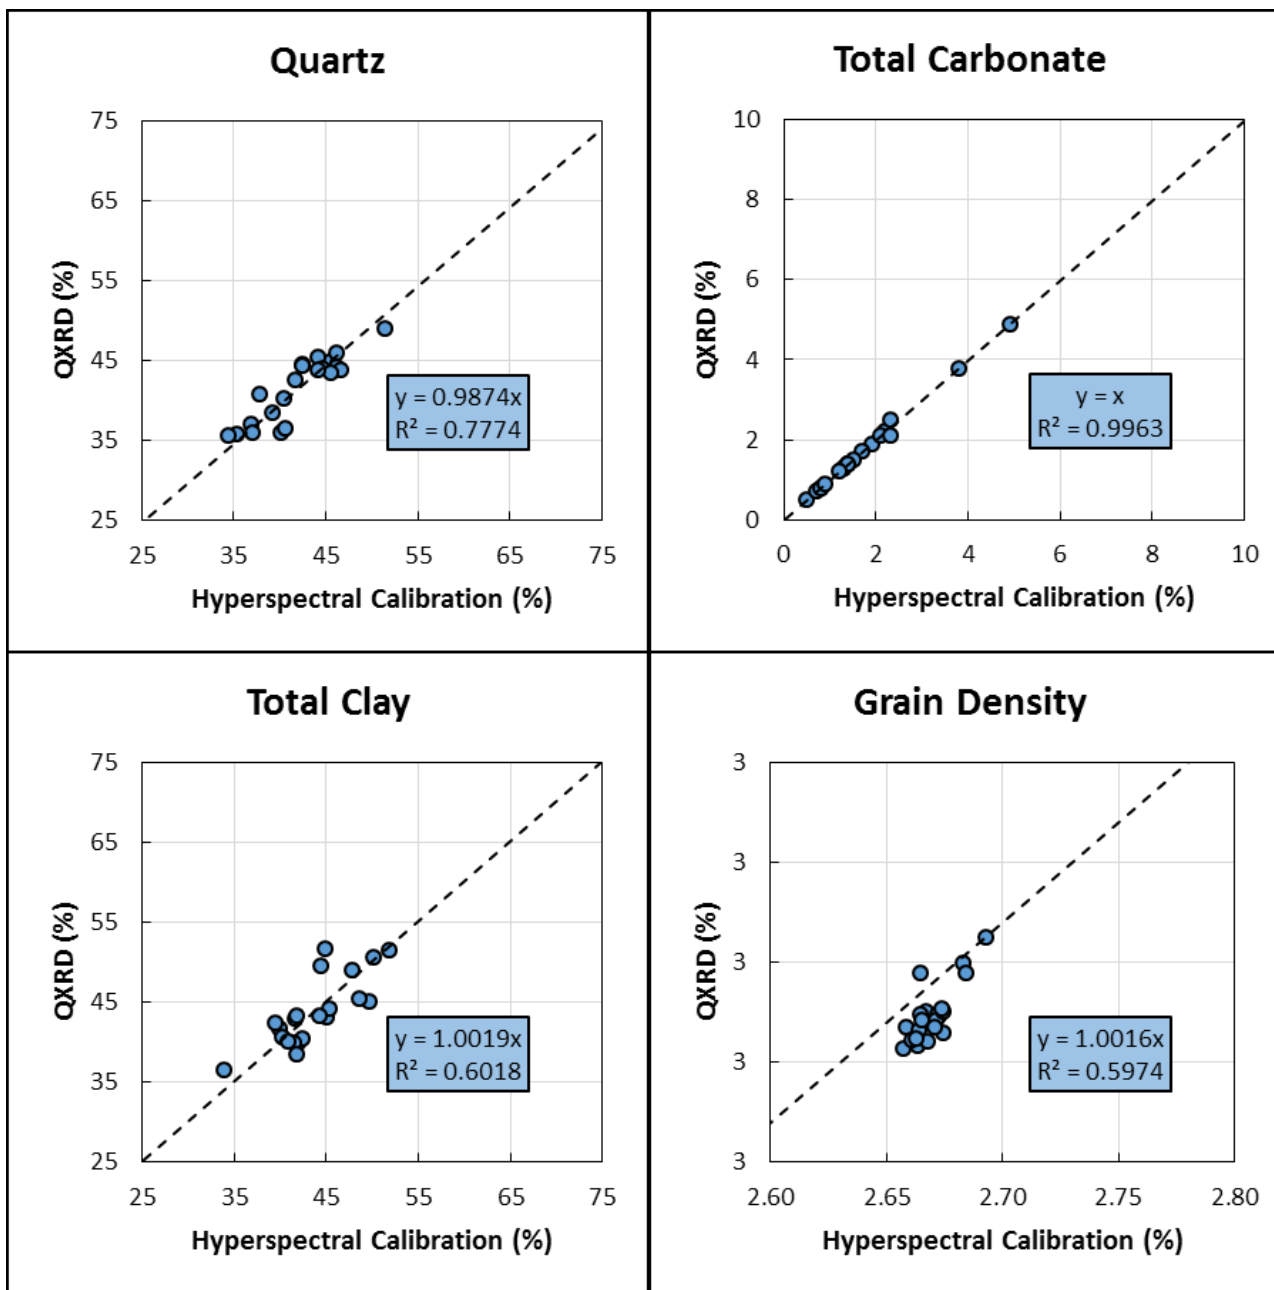 Quartz
75
65
55
45
35
25
QXRD (%)
y = 0.9874x
R² = 0.7774
25 35 45 55 65 75
Hyperspectral Calibration (%)
Total Carbonate
10
8
6
4
2
0
QXRD (%)
y = x
R² = 0.9963
0 2 4 6 8 10
Hyperspectral Calibration (%)
Total Clay
75
65
55
45
35
25
QXRD (%)
y = 1.0019x
R² = 0.6018
25 35 45 55 65 75
Hyperspectral Calibration (%)
Grain Density
3
3
3
3
3
QXRD (%)
y = 1.0016x
R² = 0.5974
2.60 2.65 2.70 2.75 2.80
Hyperspectral Calibration (%)